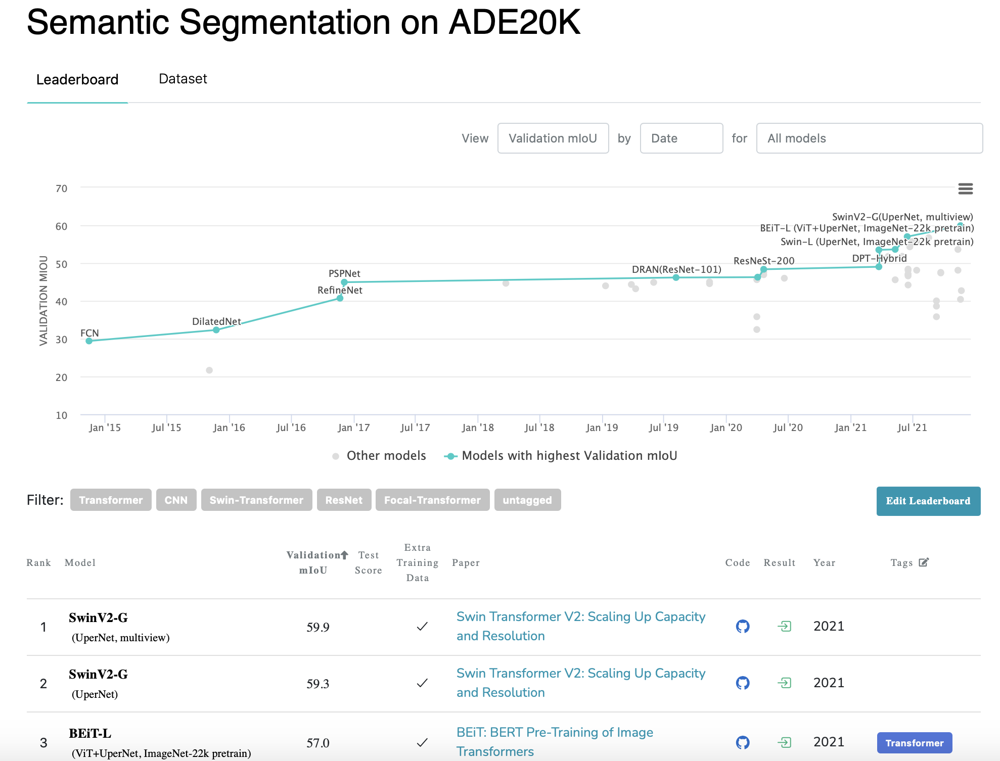 Semantic Segmentation on ADE20K
Leaderboard Dataset
View Validation mIoU by Date for All models
VALIDATION MIOU
70
60
50
40
30
20
10
SwinV2-G(UperNet, multiview)
BEiT-L (ViT+UperNet, ImageNet-22k pretrain)
Swin-L (UperNet, ImageNet-22k pretrain)
DPT-Hybrid
ResNeSt-200
DRAN(ResNet-101)
PSPNet
RefineNet
DilatedNet
FCN
Jan '15 Jul '15 Jan '16 Jul '16 Jan '17 Jul '17 Jan '18 Jul '18 Jan '19 Jul '19 Jan '20 Jul '20 Jan '21 Jul '21
Other models Models with highest Validation mIoU
Filter: Transformer CNN Swin-Transformer ResNet Focal-Transformer untagged Edit Leaderboard
Rank Model Validation mIoU Test Score Extra Training Data Paper Code Result Year Tags
1 SwinV2-G 59.9 ✓ Swin Transformer V2: Scaling Up Capacity 2021
(UperNet, multiview) and Resolution
2 SwinV2-G 59.3 ✓ Swin Transformer V2: Scaling Up Capacity 2021
(UperNet) and Resolution
3 BEiT-L 57.0 ✓ BEiT: BERT Pre-Training of Image 2021 Transformer
(ViT+UperNet, ImageNet-22k pretrain) Transformers